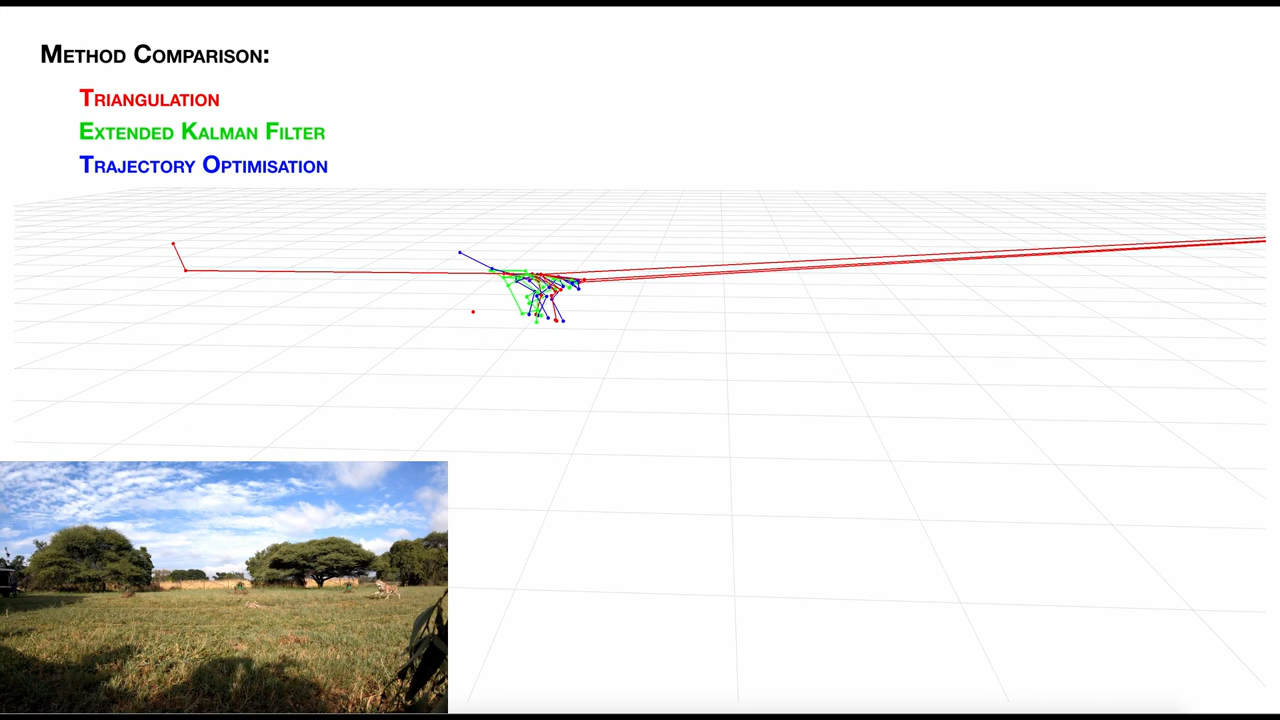 Method Comparison:
Triangulation
Extended Kalman Filter
Trajectory Optimisation